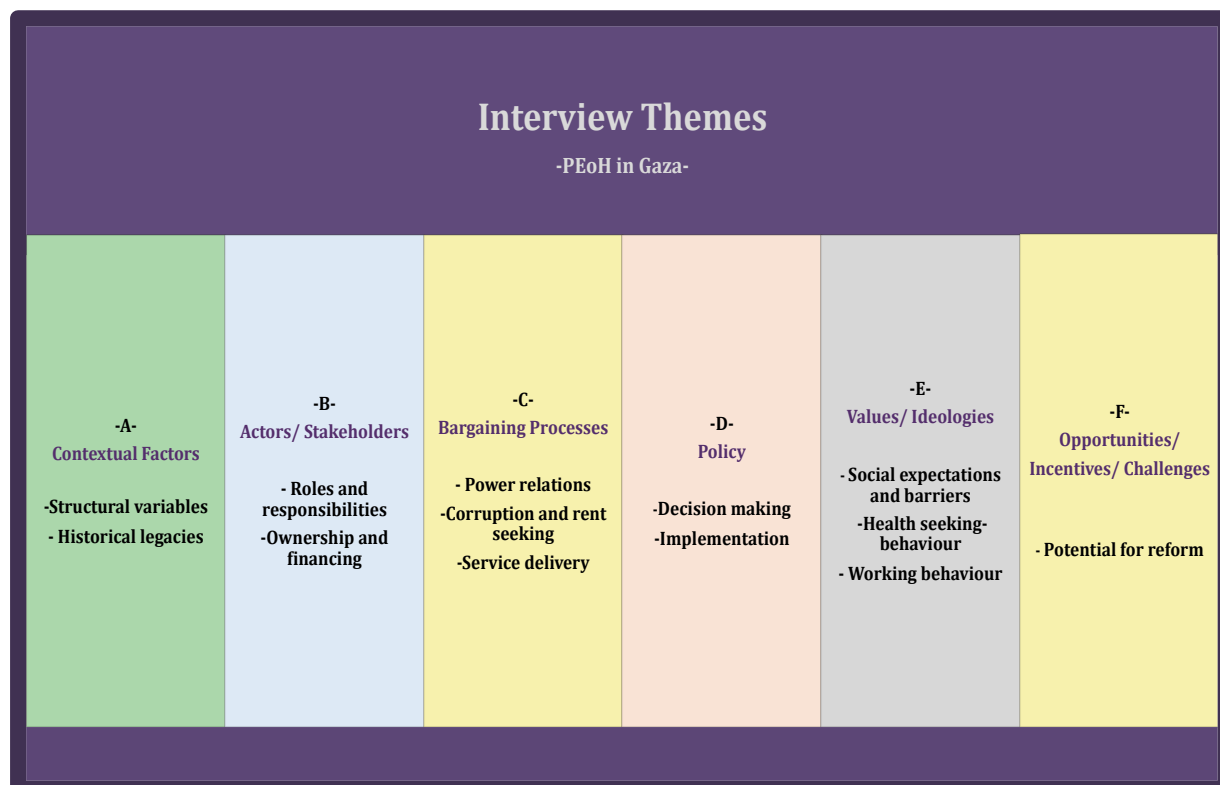 Interview Themes
-PEoH in Gaza-
-A-
Contextual Factors
-Structural variables
- Historical legacies
-B-
Actors/ Stakeholders
- Roles and
responsibilities
-Ownership and
financing
-C-
Bargaining Processes
- Power relations
-Corruption and rent
seeking
-Service delivery
-D-
Policy
-Decision making
-Implementation
-E-
Values/ Ideologies
- Social expectations
and barriers
-Health seeking-
behaviour
- Working behaviour
-F-
Opportunities/
Incentives/ Challenges
- Potential for reform